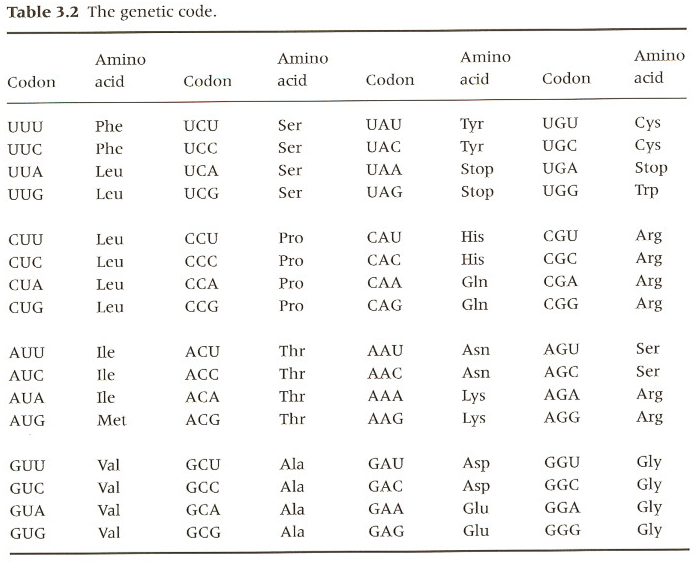 Table 3.2 The genetic code.
Amino Amino Amino Amino
Codon acid Codon acid Codon acid Codon acid
UUU Phe UCU Ser UAU Tyr UGU Cys
UUC Phe UCC Ser UAC Tyr UGC Cys
UUA Leu UCA Ser UAA Stop UGA Stop
UUG Leu UCG Ser UAG Stop UGG Trp
CUU Leu CCU Pro CAU His CGU Arg
CUC Leu CCC Pro CAC His CGC Arg
CUA Leu CCA Pro CAA Gln CGA Arg
CUG Leu CCG Pro CAG Gln CGG Arg
AUU Ile ACU Thr AAU Asn AGU Ser
AUC Ile ACC Thr AAC Asn AGC Ser
AUA Ile ACA Thr AAA Lys AGA Arg
AUG Met ACG Thr AAG Lys AGG Arg
GUU Val GCU Ala GAU Asp GGU Gly
GUC Val GCC Ala GAC Asp GGC Gly
GUA Val GCA Ala GAA Glu GGA Gly
GUG Val GCG Ala GAG Glu GGG Gly